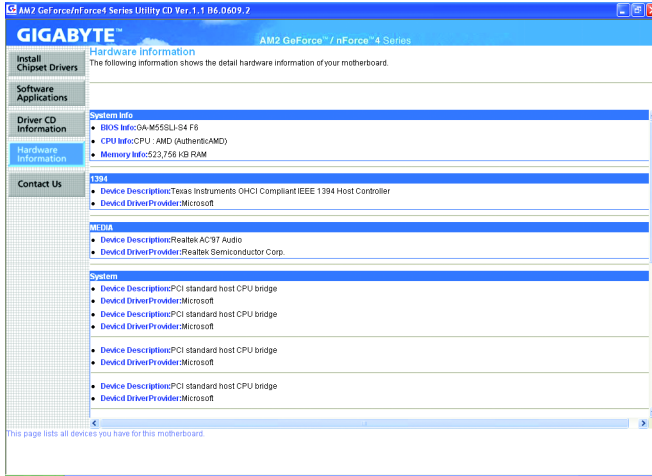 AM2 GeForce/nForce4 Series Utility CD Ver.1.1 B6.0609.2
GIGABYTE™
AM2 GeForce™/ nForce™4 Series
Install
Chipset Drivers
Software
Applications
Driver CD
Information
Hardware
Information
Contact Us
Hardware information
The following information shows the detail hardware information of your motherboard.
System Info
• BIOS Info:GA-M55SLI-S4 F6
• CPU Info:CPU : AMD (AuthenticAMD)
• Memory Info:523,756 KB RAM
1394
• Device Description:Texas Instruments OHCI Compliant IEEE 1394 Host Controller
• Devicd DriverProvider:Microsoft
MEDIA
• Device Description:Realtek AC'97 Audio
• Devicd DriverProvider:Realtek Semiconductor Corp.
System
• Device Description:PCI standard host CPU bridge
• Devicd DriverProvider:Microsoft
• Device Description:PCI standard host CPU bridge
• Devicd DriverProvider:Microsoft
• Device Description:PCI standard host CPU bridge
• Devicd DriverProvider:Microsoft
• Device Description:PCI standard host CPU bridge
• Devicd DriverProvider:Microsoft
This page lists all devices you have for this motherboard.